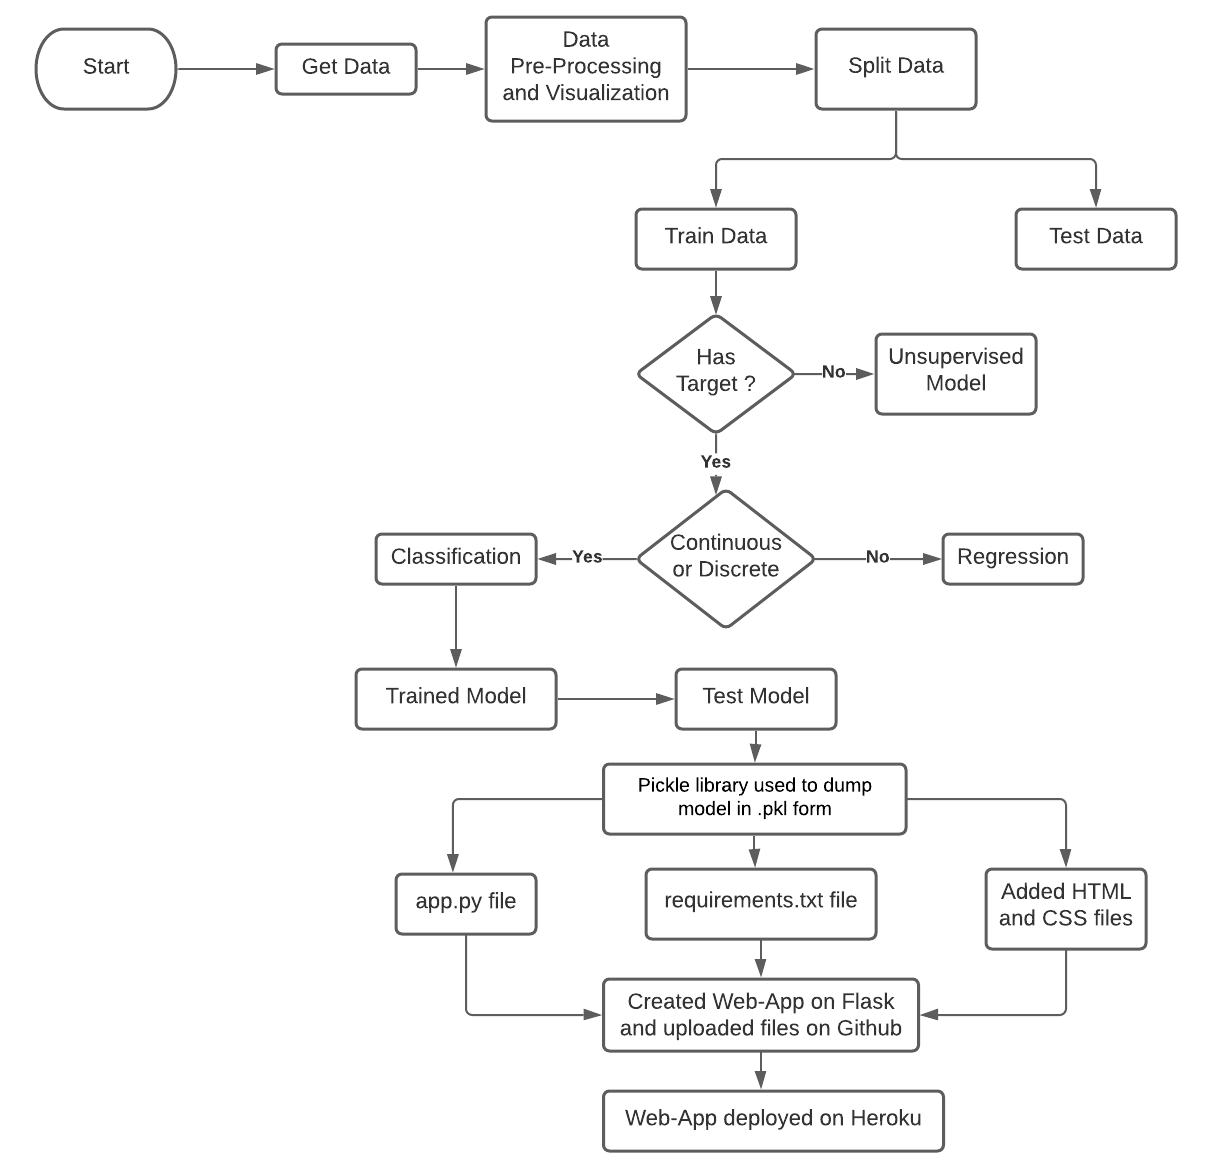 Start
Get Data
Data
Pre-Processing
and Visualization
Split Data
Train Data
Test Data
Has
Target ?
No
Unsupervised
Model
Yes
Classification
Yes
Continuous
or Discrete
No
Regression
Trained Model
Test Model
Pickle library used to dump
model in .pkl form
app.py file
requirements.txt file
Added HTML
and CSS files
Created Web-App on Flask
and uploaded files on Github
Web-App deployed on Heroku